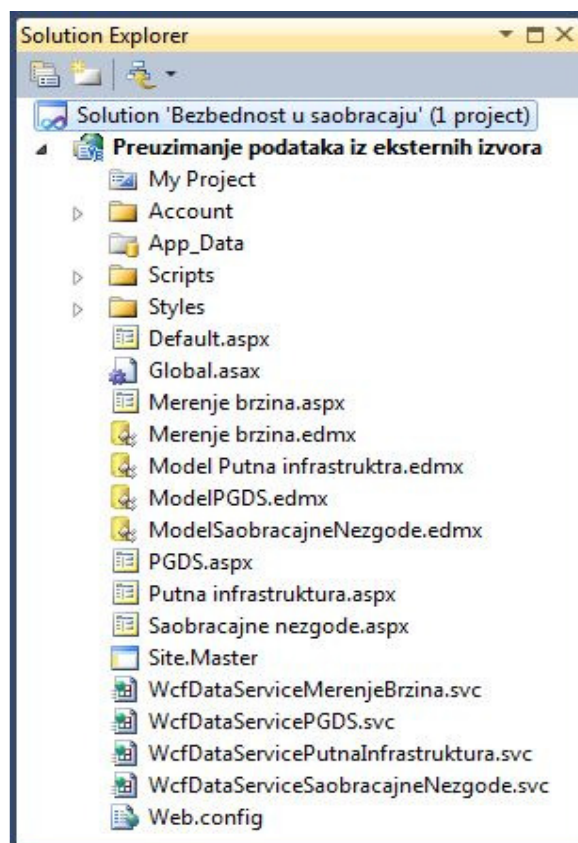 Solution Explorer
Solution 'Bezbednost u saobracaju' (1 project)
Preuzimanje podataka iz eksternih izvora
My Project
Account
App_Data
Scripts
Styles
Default.aspx
Global.asax
Merenje brzina.aspx
Merenje brzina.edmx
Model Putna infrastruktra.edmx
ModelPGDS.edmx
ModelSaobracajneNezgode.edmx
PGDS.aspx
Putna infrastruktura.aspx
Saobracajne nezgode.aspx
Site.Master
WcfDataServiceMerenjeBrzina.svc
WcfDataServicePGDS.svc
WcfDataServicePutnaInfrastruktura.svc
WcfDataServiceSaobracajneNezgode.svc
Web.config